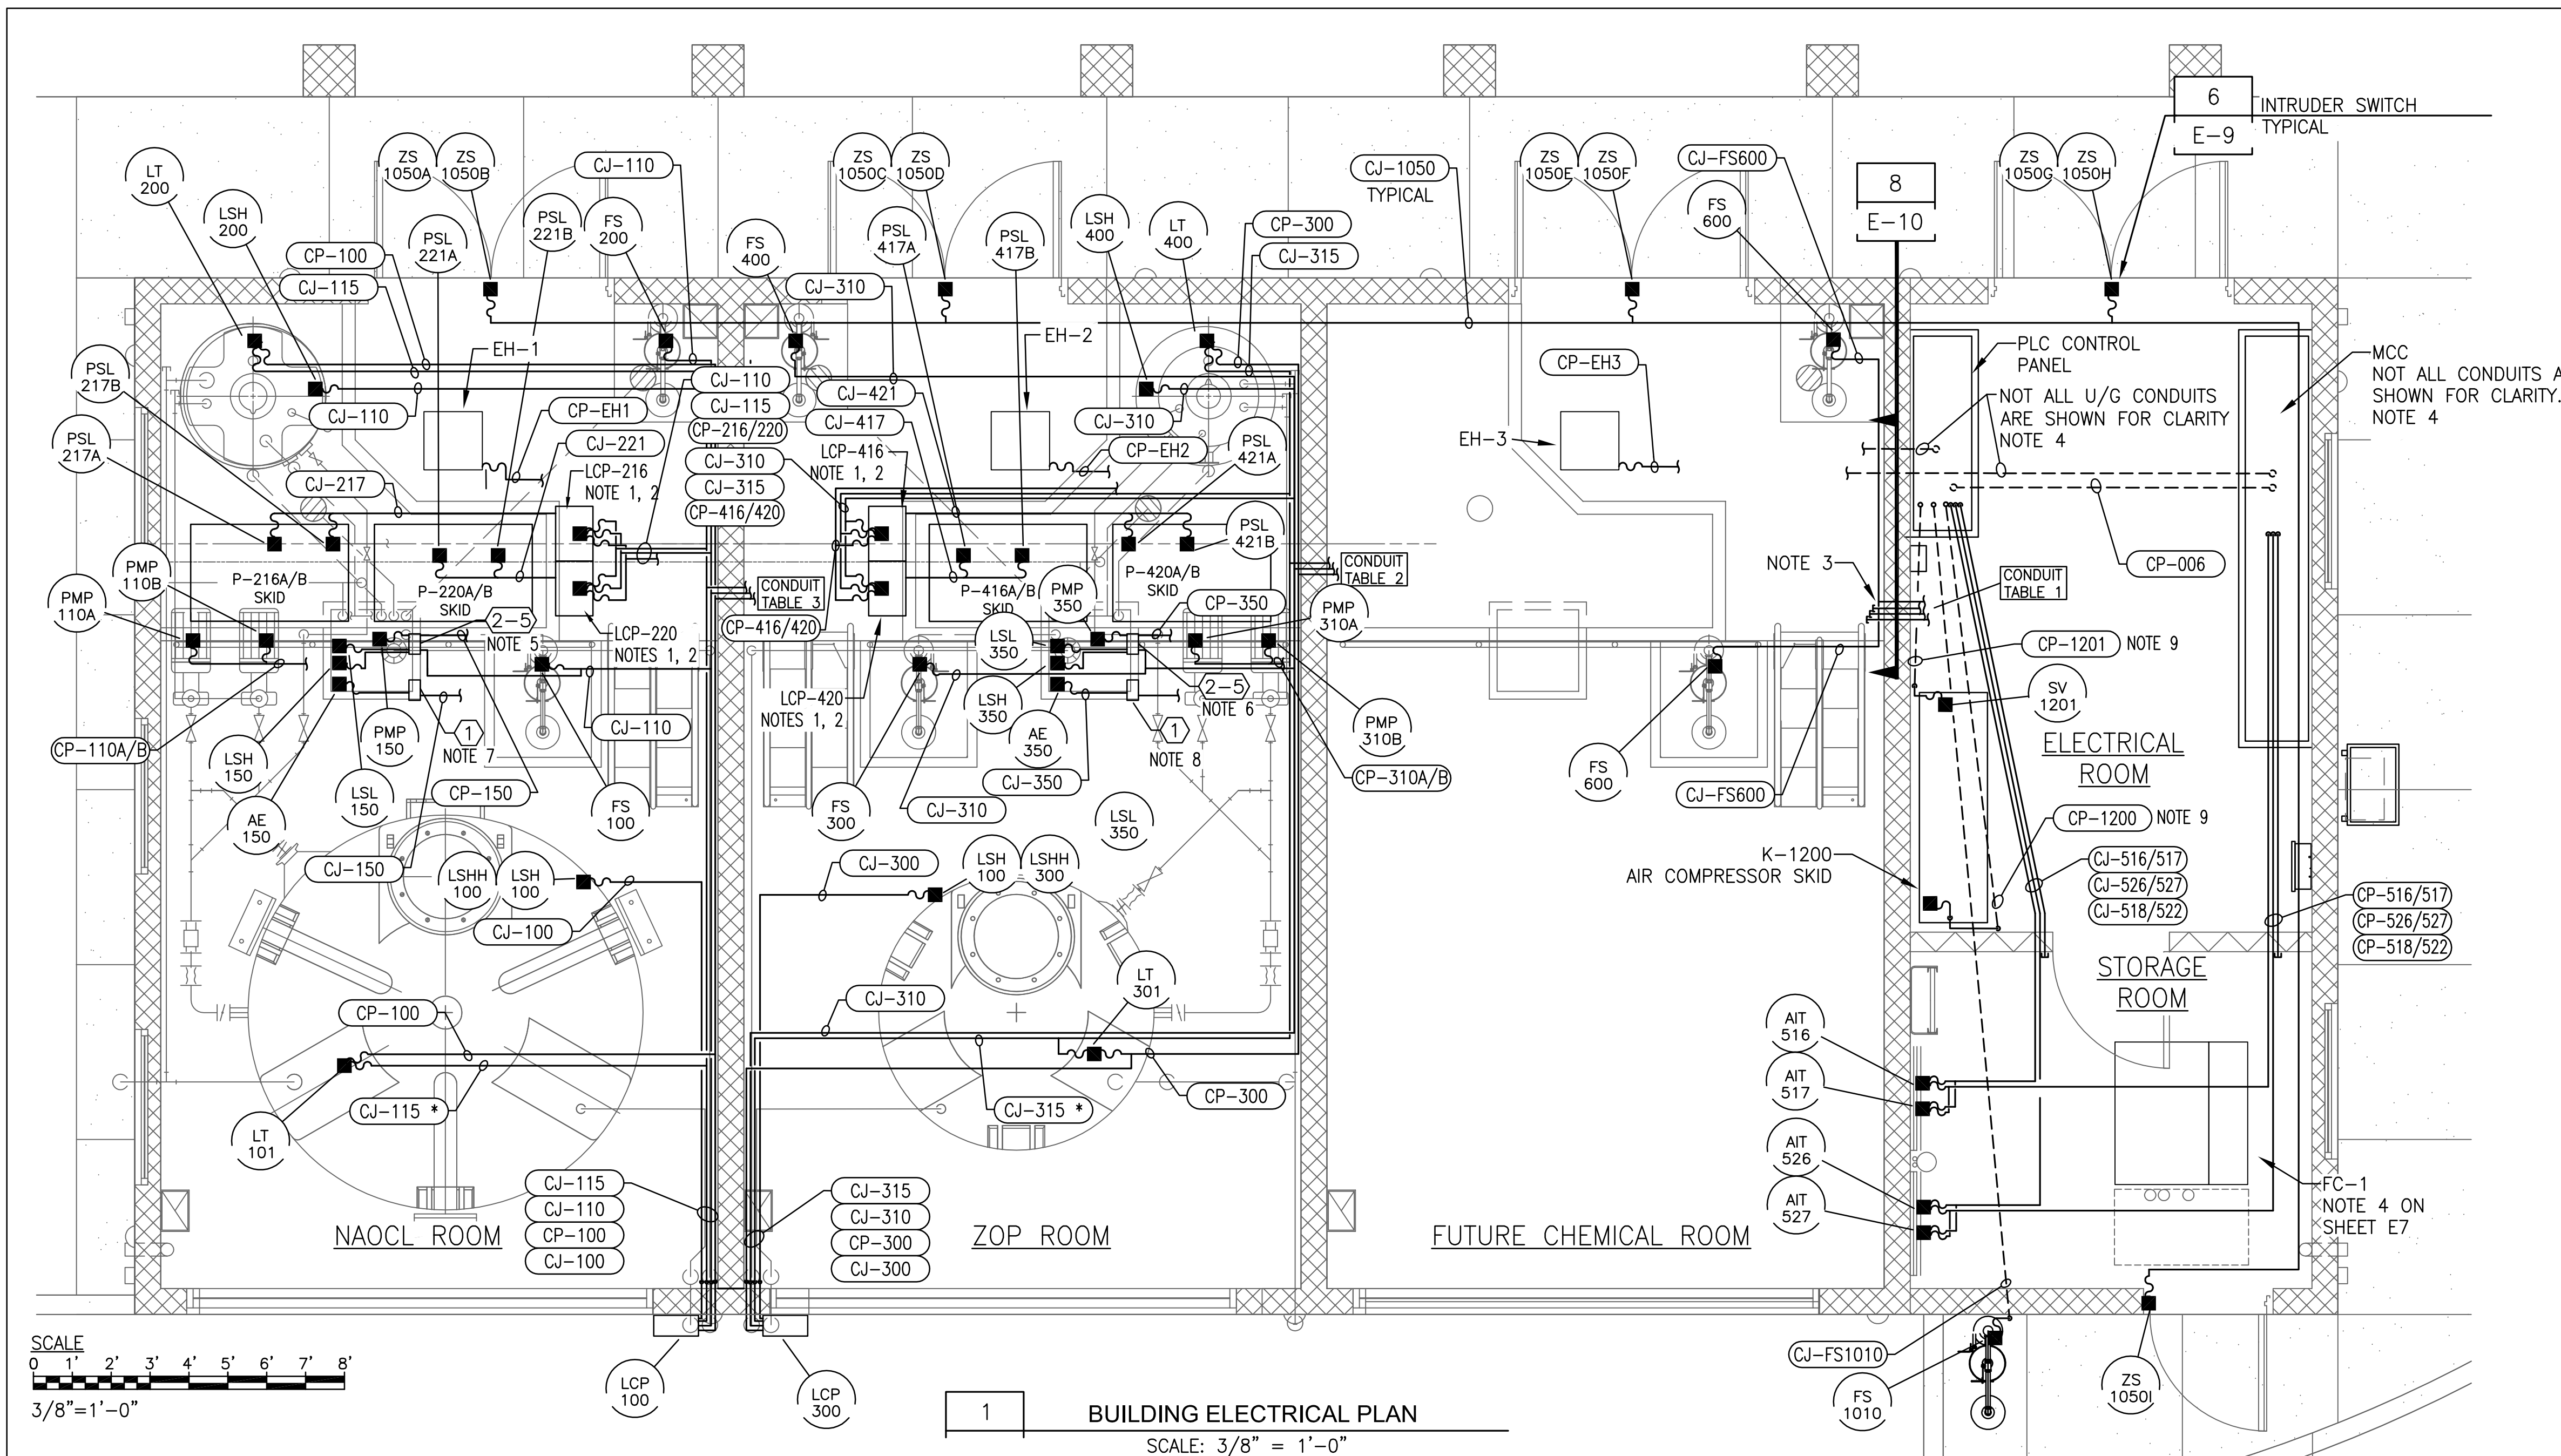 6
INTRUDER SWITCH
TYPICAL
E-9
ZS
1050A
ZS
1050B
CJ-110
ZS
1050C
ZS
1050D
CJ-1050
TYPICAL
ZS
1050E
ZS
1050F
CJ-FS600
8
E-10
ZS
1050G
ZS
1050H
LT
200
LSH
200
PSL
221A
PSL
221B
FS
200
FS
400
PSL
417A
PSL
417B
LSH
400
LT
400
CP-300
CJ-315
FS
600
CP-100
CJ-115
CJ-310
EH-1
EH-2
CP-EH3
PLC CONTROL
PANEL
MCC
NOT ALL CONDUITS A
SHOWN FOR CLARITY.
NOTE 4
NOT ALL U/G CONDUITS
ARE SHOWN FOR CLARITY
NOTE 4
PSL
217B
PSL
217A
CJ-110
CP-EH1
CJ-221
CJ-110
CJ-115
CP-216/220
CJ-310
CJ-315
CP-416/420
CJ-421
CJ-417
LCP-416
NOTE 1, 2
CJ-310
CP-EH2
PSL
421A
PSL
421B
EH-3
CJ-217
LCP-216
NOTE 1, 2
PMP
110B
PMP
110A
P-216A/B
SKID
P-220A/B
SKID
CONDUIT
TABLE 3
CP-416/420
P-416A/B
SKID
P-420A/B
SKID
PMP
350
CP-350
CONDUIT
TABLE 2
PMP
310A
NOTE 3
CONDUIT
TABLE 1
CP-006
2-5
NOTE 5
LCP-220
NOTES 1, 2
LSL
350
LCP-420
NOTES 1, 2
LSH
350
2-5
NOTE 6
CP-1201
NOTE 9
SV
1201
CP-110A/B
LSH
150
PMP
150
1
NOTE 7
CJ-110
AE
350
1
NOTE 8
PMP
310B
ELECTRICAL
ROOM
AE
150
LSL
150
CP-150
FS
100
FS
300
CJ-310
CJ-350
CP-310A/B
FS
600
CJ-FS600
LSL
350
CJ-150
LSHH
100
LSH
100
CJ-100
CJ-300
LSH
100
LSHH
300
K-1200
AIR COMPRESSOR SKID
CP-1200
NOTE 9
CJ-516/517
CJ-526/527
CJ-518/522
CP-516/517
CP-526/527
CP-518/522
STORAGE
ROOM
LT
301
CP-100
CJ-310
AIT
516
AIT
517
AIT
526
AIT
527
CJ-115 *
LT
101
CJ-315 *
CP-300
CJ-115
CJ-110
CP-100
CJ-100
CJ-315
CJ-310
CP-300
CJ-300
FC-1
NOTE 4 ON
SHEET E7
NAOCL ROOM
ZOP ROOM
FUTURE CHEMICAL ROOM
SCALE
0 1' 2' 3' 4' 5' 6' 7' 8'
3/8"=1'-0"
LCP
100
LCP
300
CJ-FS1010
FS
1010
ZS
1050I
1
BUILDING ELECTRICAL PLAN
SCALE: 3/8" = 1'-0"